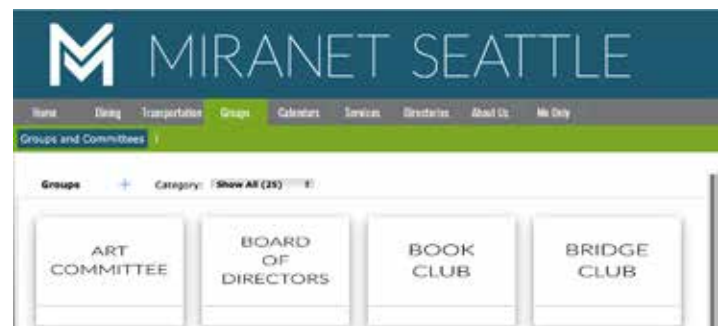 MIRANET SEATTLE
Home Dining Transportation Groups Calendars Services Directories About Us Me Only
Groups and Committees
Groups + Category: Show All (25)
ART COMMITTEE
BOARD OF DIRECTORS
BOOK CLUB
BRIDGE CLUB